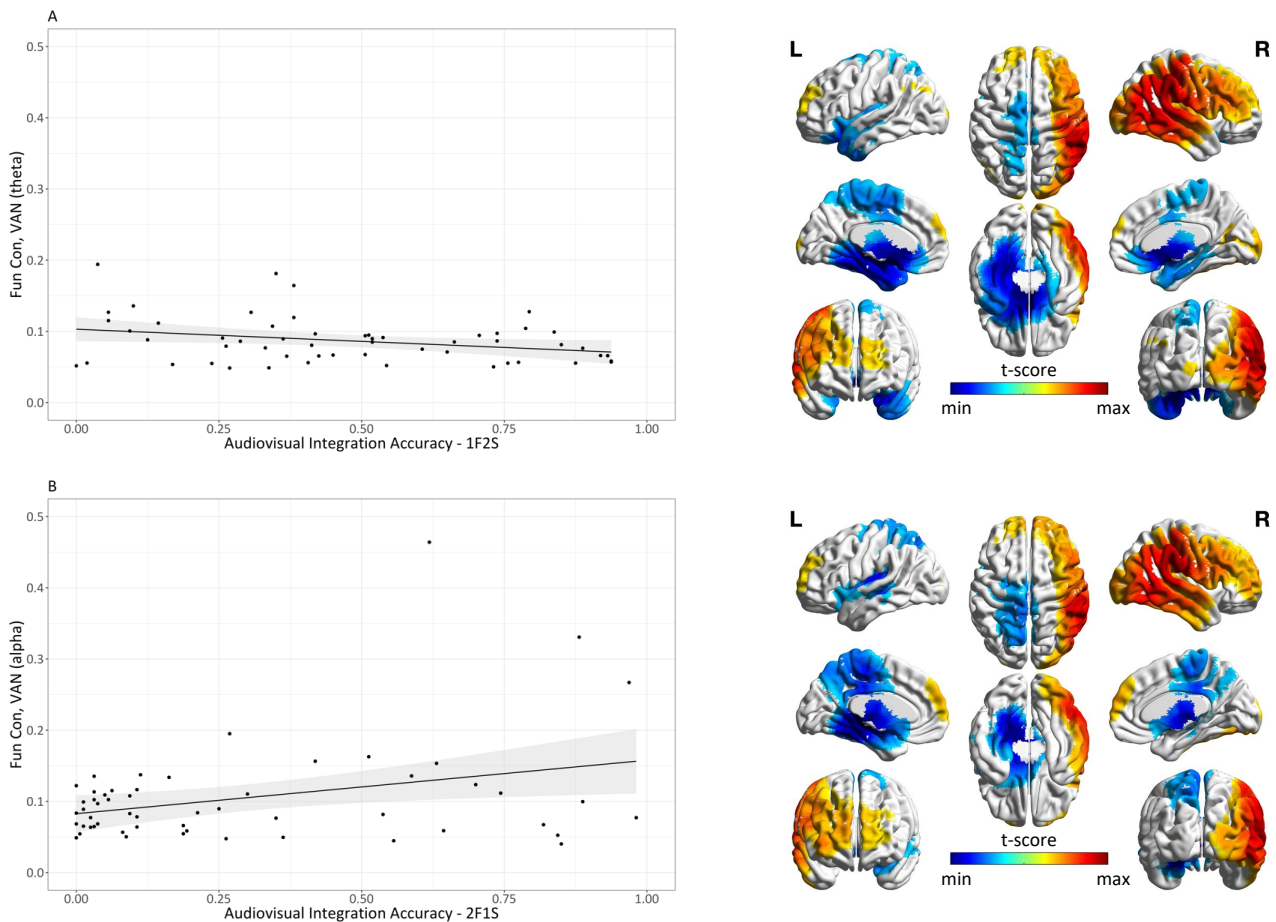 A
0.5
0.4
0.3
0.2
0.1
0.0
Fun Con, VAN (theta)
0.00 0.25 0.50 0.75 1.00
Audiovisual Integration Accuracy - 1F2S
L R
t-score
min max
B
0.5
0.4
0.3
0.2
0.1
0.0
Fun Con, VAN (alpha)
0.00 0.25 0.50 0.75 1.00
Audiovisual Integration Accuracy - 2F1S
L R
t-score
min max